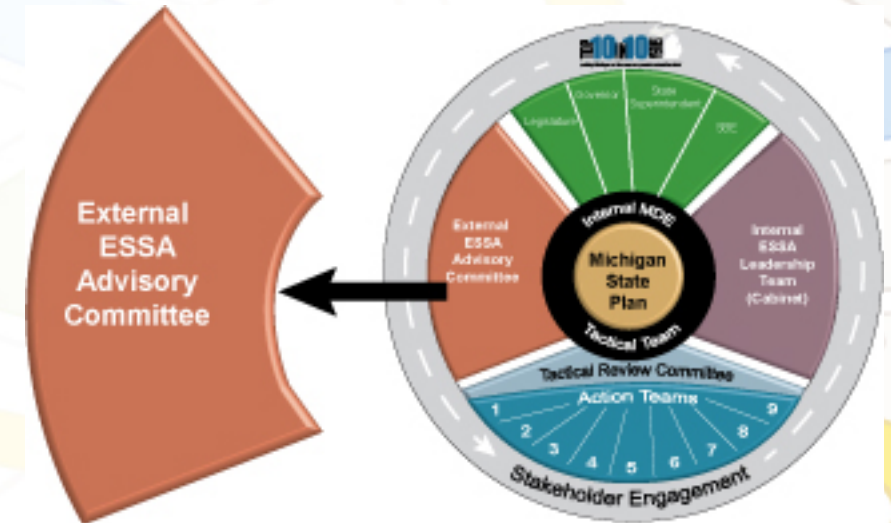 External
ESSA
Advisory
Committee
TOP 10 IN 10
Legislature
Governor
State
Superintendent
SBE
External
ESSA
Advisory
Committee
Internal MDE
Michigan
State
Plan
Tactical Team
Internal
ESSA
Leadership
Team
(Cabinet)
Tactical Review Committee
Action Teams
1
2
3
4
5
6
7
8
9
Stakeholder Engagement